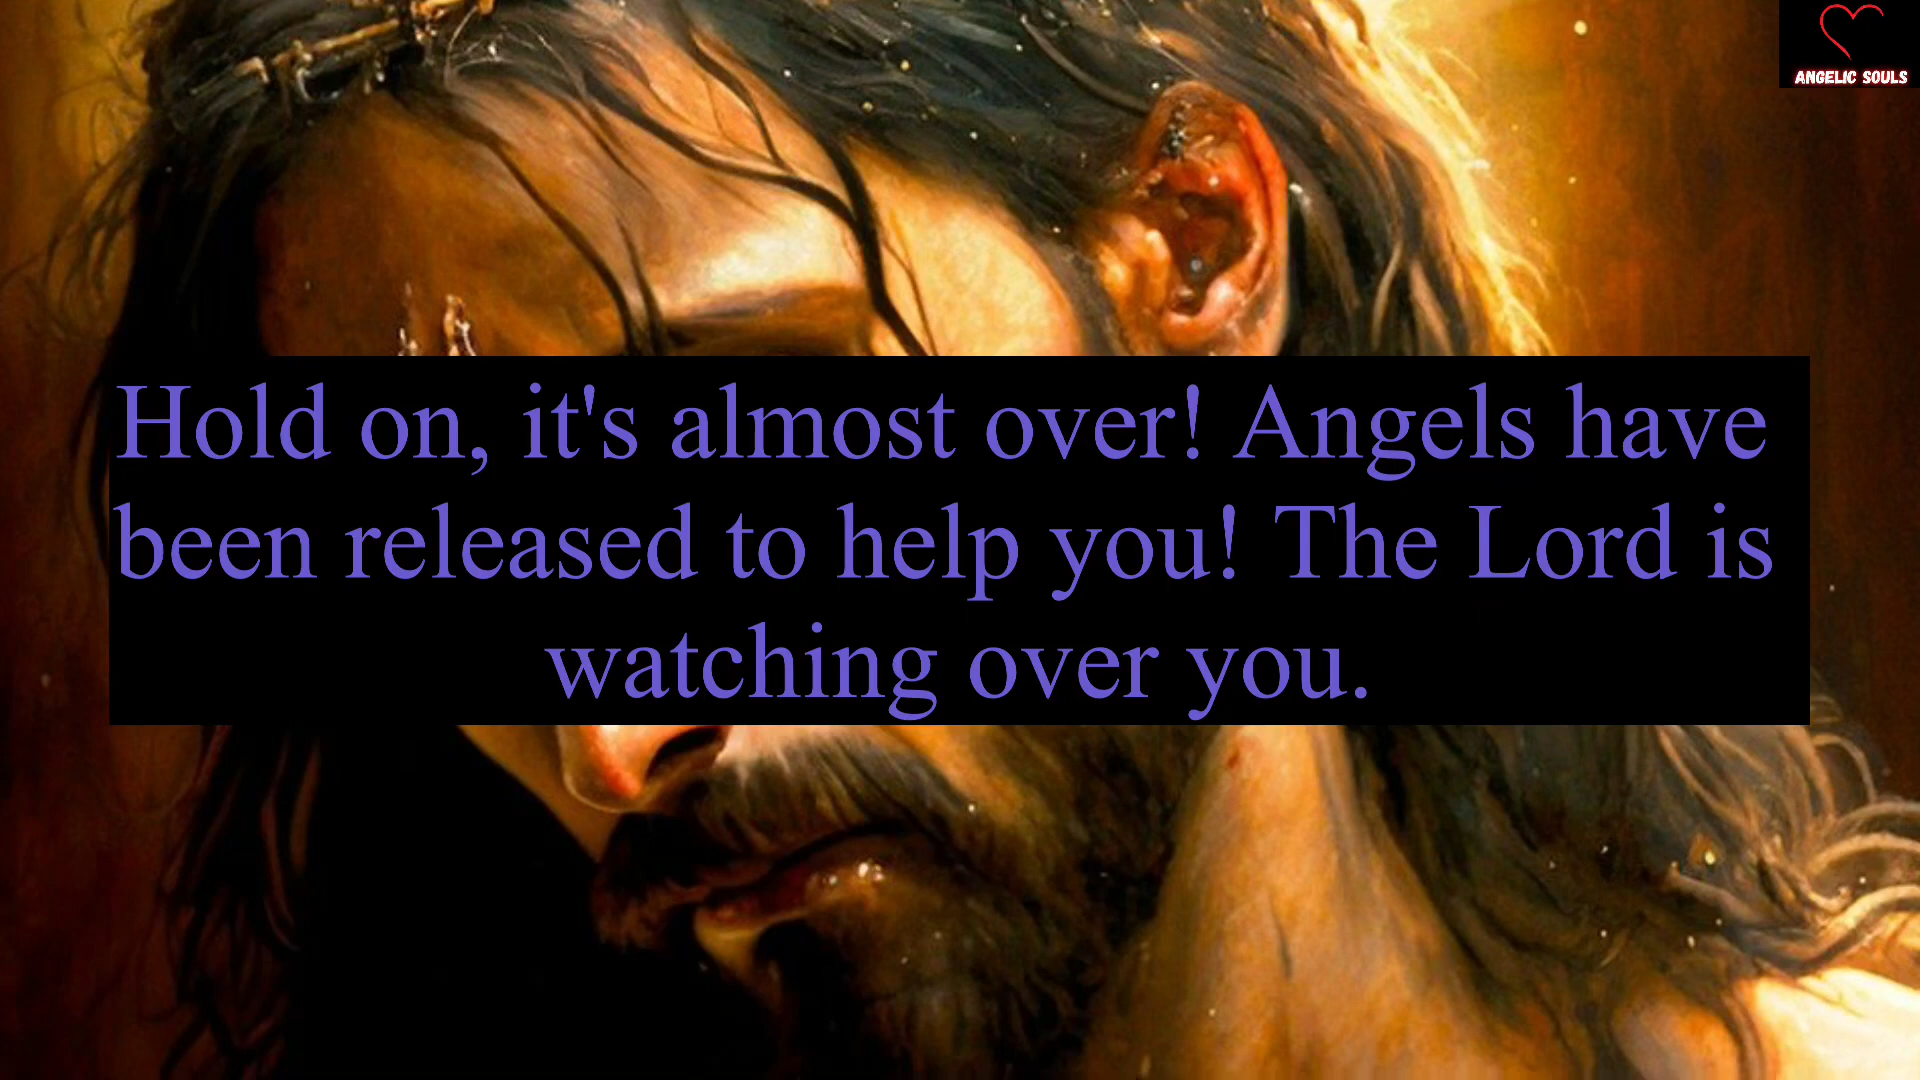 ANGELIC SOULS
Hold on, it's almost over! Angels have
been released to help you! The Lord is
watching over you.